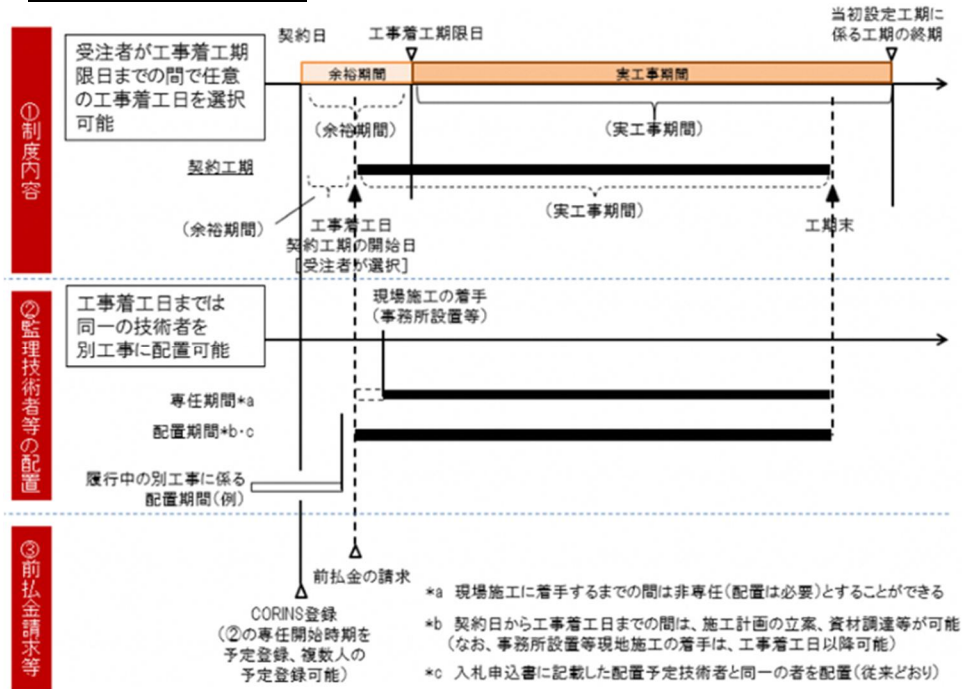 契約日
工事着工期限日
当初設定工期に
係る工期の終期
①制度内容
受注者が工事着工期
限日までの間で任意
の工事着工日を選択
可能
余裕期間
実工事期間
（余裕期間）
（実工事期間）
契約工期
（余裕期間）
（実工事期間）
工事着工日
契約工期の開始日
[受注者が選択]
工期末
②監理技術者等の配置
工事着工日までは
同一の技術者を
別工事に配置可能
現場施工の着手
（事務所設置等）
専任期間*a
配置期間*b・c
履行中の別工事に係る
配置期間（例）
③前払金請求等
前払金の請求
CORINS登録
（②の専任開始時期を
予定登録、複数人の
予定登録可能）
*a 現場施工に着手するまでの間は非専任（配置は必要）とすることができる
*b 契約日から工事着工日までの間は、施工計画の立案、資材調達等が可能
（なお、事務所設置等現地施工の着手は、工事着工日以降可能）
*c 入札申込書に記載した配置予定技術者と同一の者を配置（従来どおり）